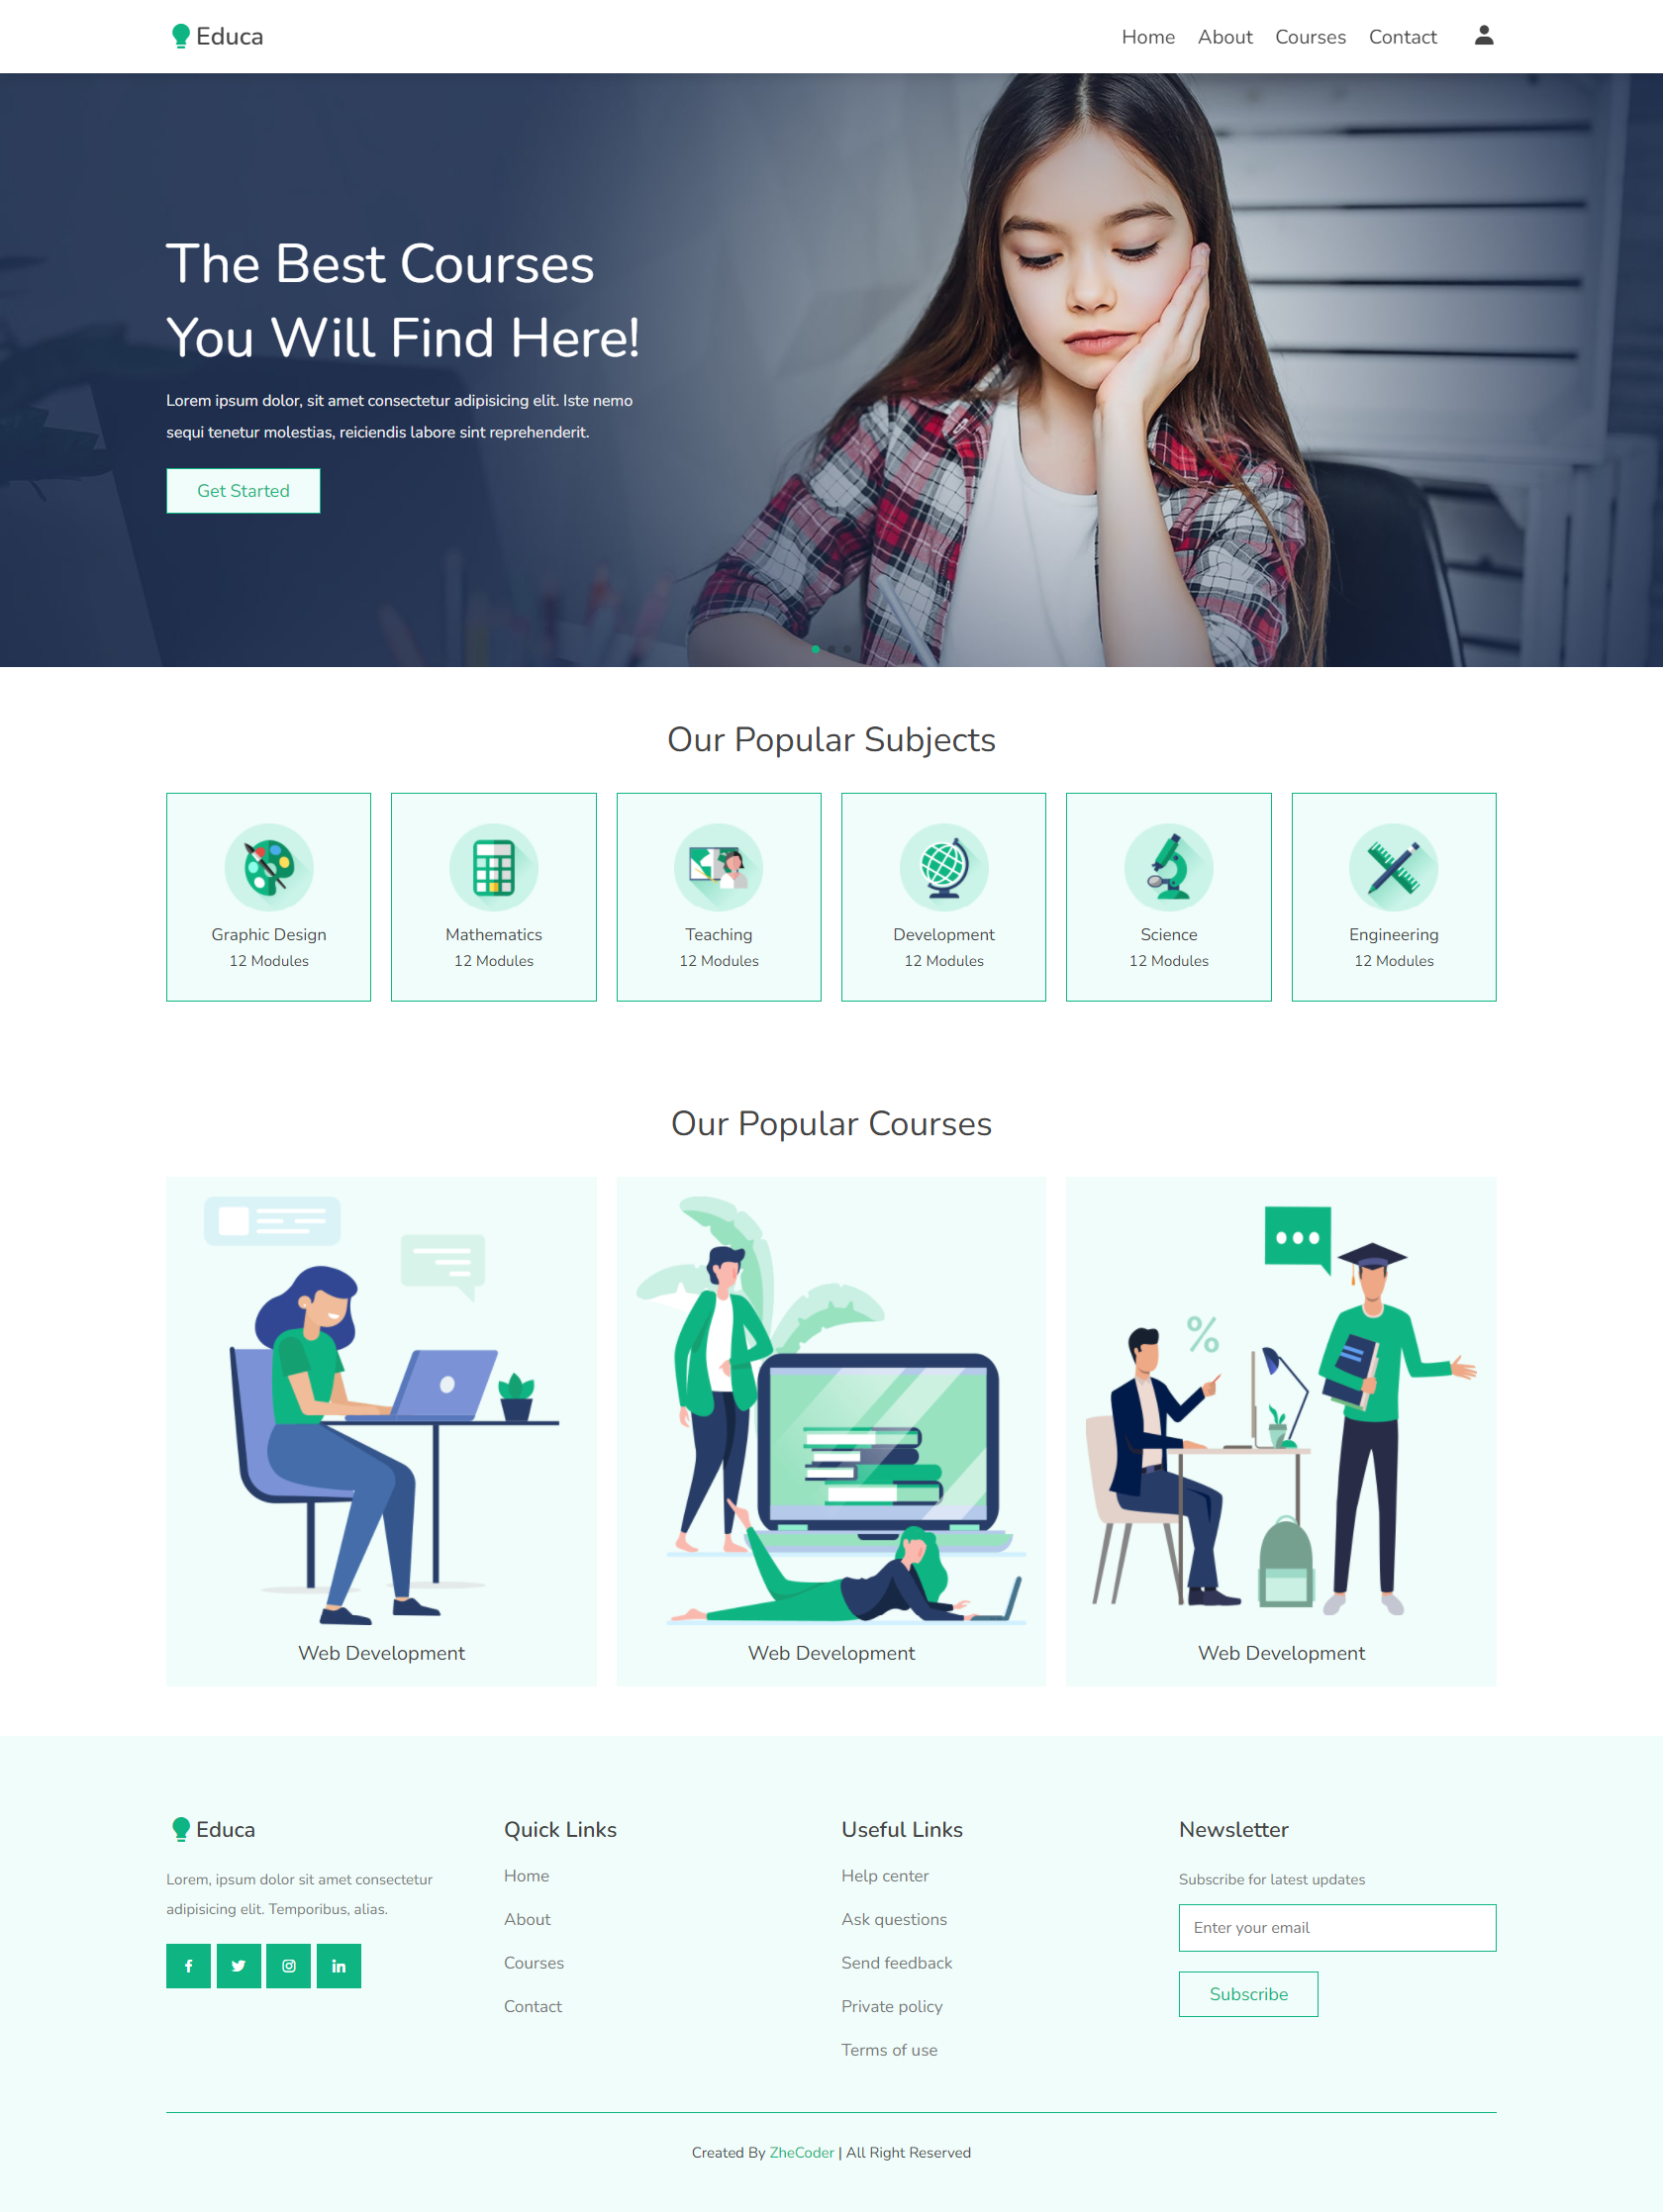 Educa
Home About Courses Contact
The Best Courses
You Will Find Here!
Lorem ipsum dolor, sit amet consectetur adipisicing elit. Iste nemo
sequi tenetur molestias, reiciendis labore sint reprehenderit.
Get Started
Our Popular Subjects
Graphic Design
12 Modules
Mathematics
12 Modules
Teaching
12 Modules
Development
12 Modules
Science
12 Modules
Engineering
12 Modules
Our Popular Courses
%
Web Development
Web Development
Web Development
Educa
Lorem, ipsum dolor sit amet consectetur
adipisicing elit. Temporibus, alias.
Quick Links
Home
About
Courses
Contact
Useful Links
Help center
Ask questions
Send feedback
Private policy
Terms of use
Newsletter
Subscribe for latest updates
Enter your email
Subscribe
Created By ZheCoder | All Right Reserved